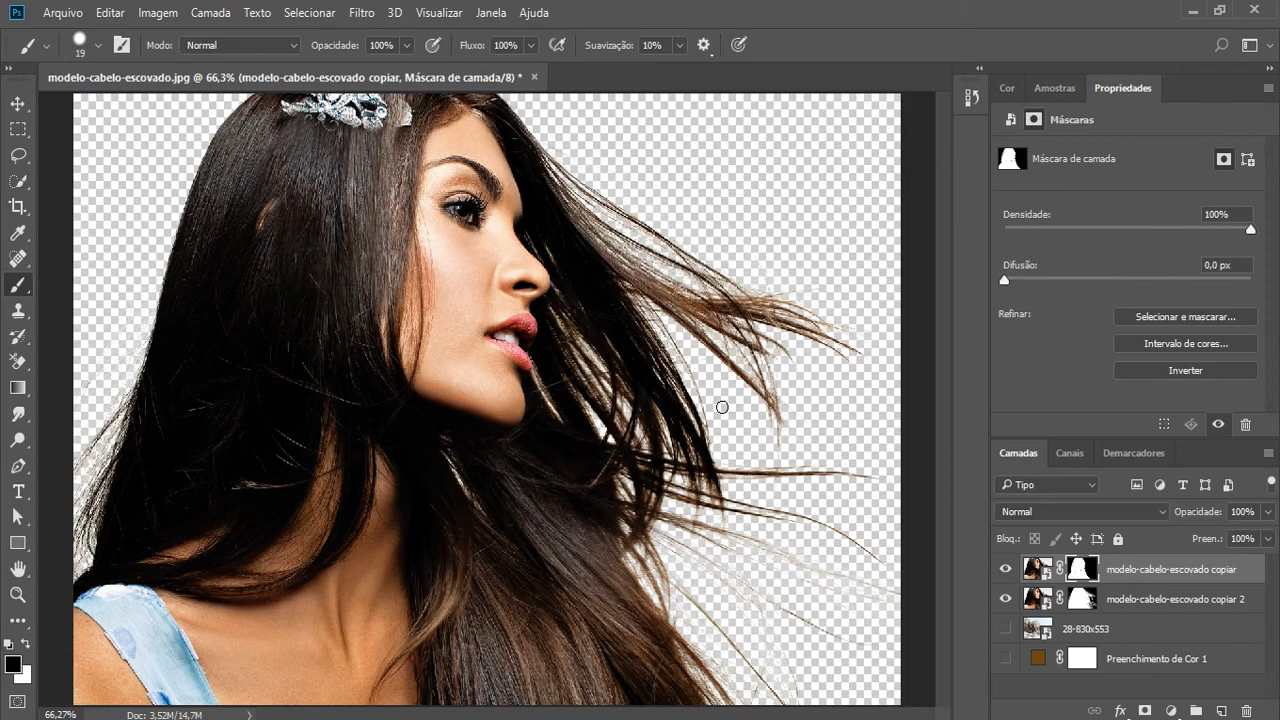 Ps Arquivo Editar Imagem Camada Texto Selecionar Filtro 3D Visualizar Janela Ajuda
19 Modo: Normal Opacidade: 100% Fluxo: 100% Suavização: 10%
modelo-cabelo-escovado.jpg @ 66,3% (modelo-cabelo-escovado copiar, Máscara de camada/8) *
Cor Amostras Propriedades
Máscaras
Máscara de camada
Densidade: 100%
Difusão: 0,0 px
Refinar: Selecionar e mascarar...
Intervalo de cores...
Inverter
Camadas Canais Demarcadores
Tipo
Normal Opacidade: 100%
Bloq.: Preen.: 100%
modelo-cabelo-escovado copiar
modelo-cabelo-escovado copiar 2
28-830x553
Preenchimento de Cor 1
66,27% Doc: 3,52M/14,7M